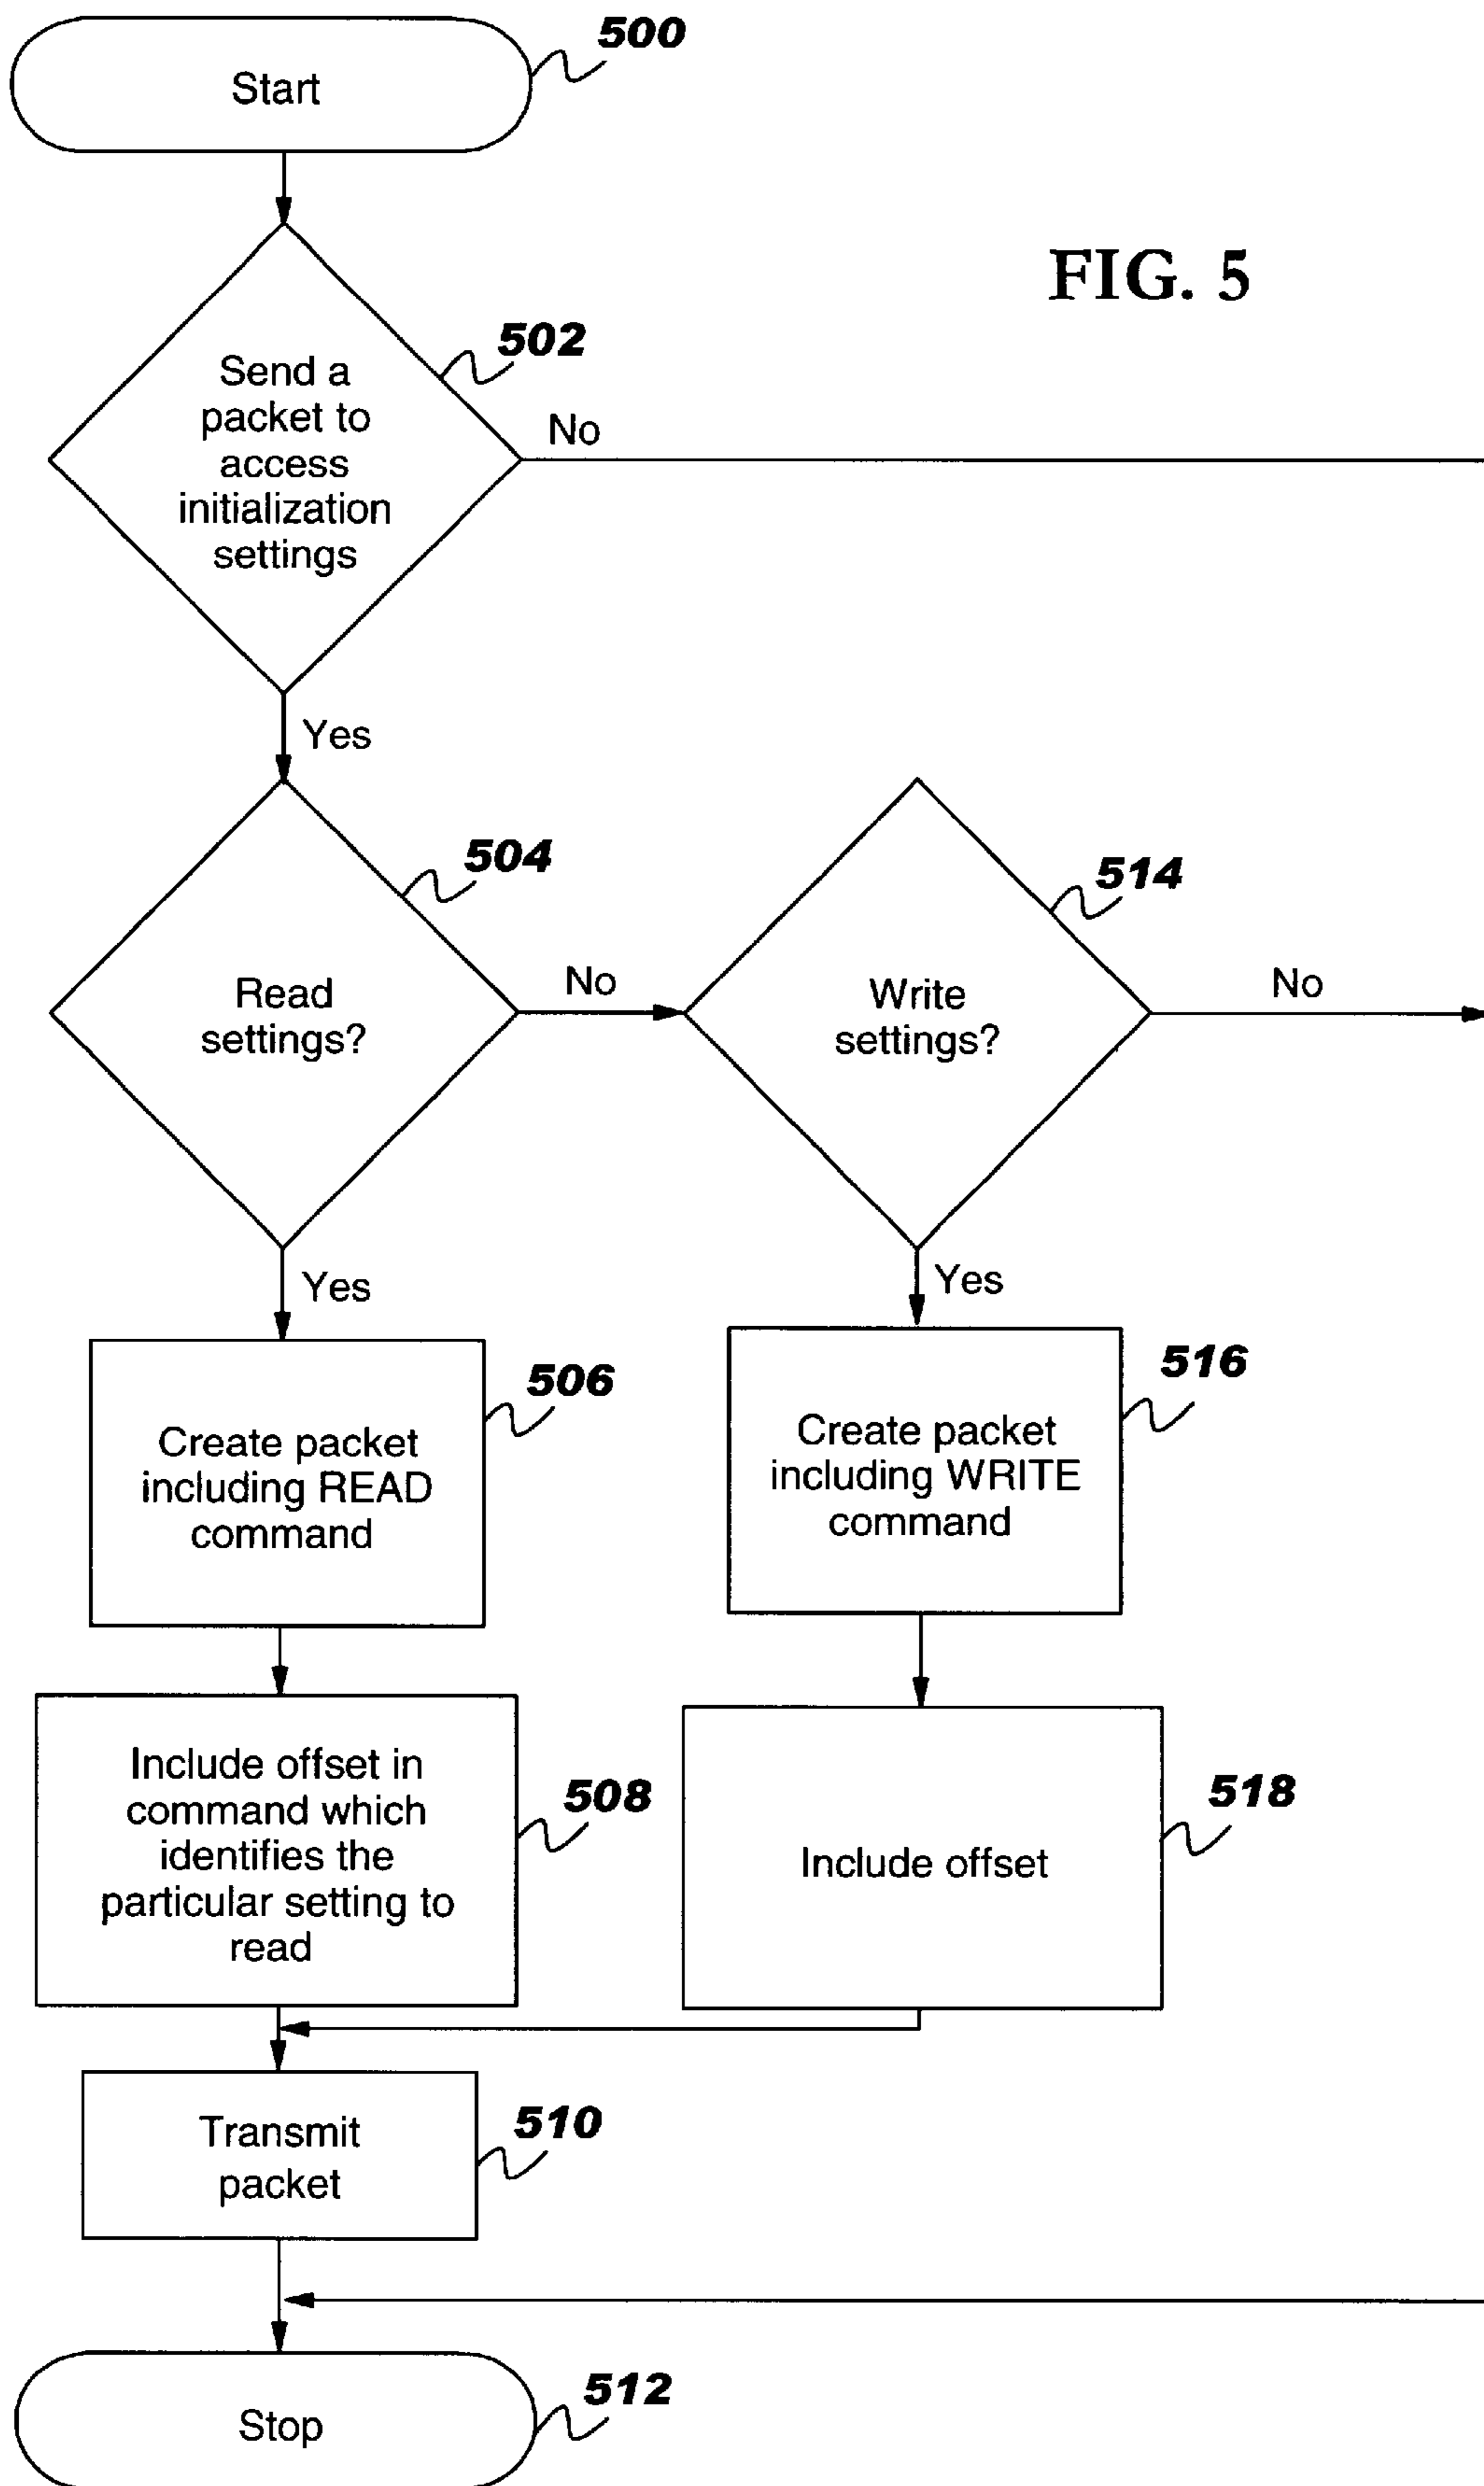 500
Start
FIG. 5
502
Send a
packet to
access
initialization
settings
No
Yes
504
Read
settings?
No
514
Write
settings?
No
Yes
506
Create packet
including READ
command
Yes
516
Create packet
including WRITE
command
508
Include offset in
command which
identifies the
particular setting to
read
518
Include offset
510
Transmit
packet
512
Stop